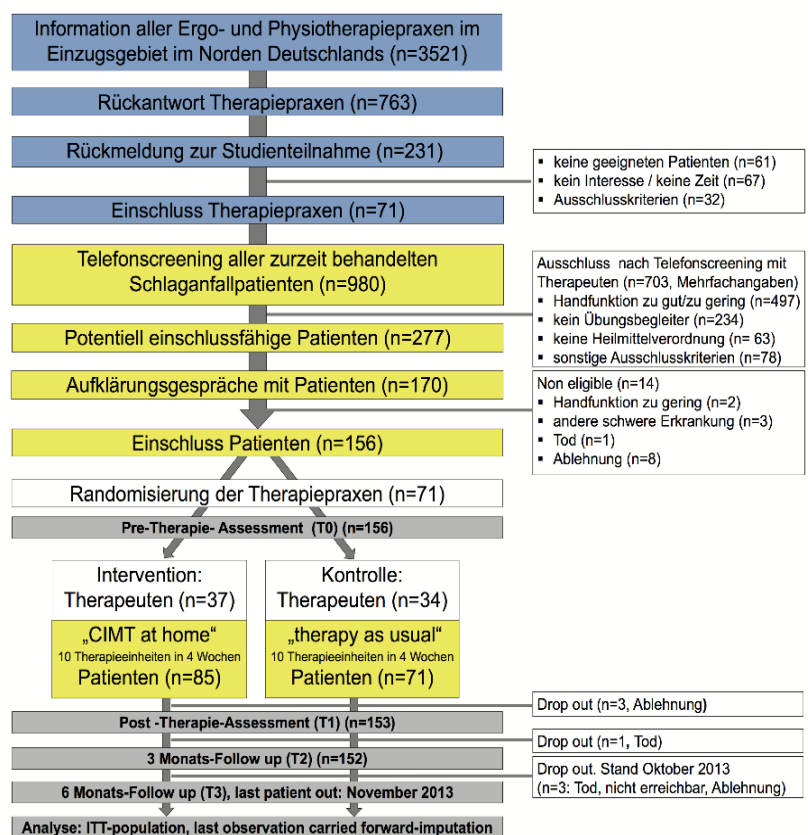 Information aller Ergo- und Physiotherapiepraxen im
Einzugsgebiet im Norden Deutschlands (n=3521)
Rückantwort Therapiepraxen (n=763)
Rückmeldung zur Studienteilnahme (n=231)
▪ keine geeigneten Patienten (n=61)
▪ kein Interesse / keine Zeit (n=67)
▪ Ausschlusskriterien (n=32)
Einschluss Therapiepraxen (n=71)
Telefonscreening aller zurzeit behandelten
Schlaganfallpatienten (n=980)
Ausschluss nach Telefonscreening mit
Therapeuten (n=703, Mehrfachangaben)
▪ Handfunktion zu gut/zu gering (n=497)
▪ kein Übungsbegleiter (n=234)
▪ keine Heilmittelverordnung (n= 63)
▪ sonstige Ausschlusskriterien (n=78)
Potentiell einschlussfähige Patienten (n=277)
Aufklärungsgespräche mit Patienten (n=170)
Non eligible (n=14)
▪ Handfunktion zu gering (n=2)
▪ andere schwere Erkrankung (n=3)
▪ Tod (n=1)
▪ Ablehnung (n=8)
Einschluss Patienten (n=156)
Randomisierung der Therapiepraxen (n=71)
Pre-Therapie- Assessment (T0) (n=156)
Intervention:
Therapeuten (n=37)
„CIMT at home“
10 Therapieeinheiten in 4 Wochen
Patienten (n=85)
Kontrolle:
Therapeuten (n=34)
„therapy as usual“
10 Therapieeinheiten in 4 Wochen
Patienten (n=71)
Drop out (n=3, Ablehnung)
Post -Therapie-Assessment (T1) (n=153)
Drop out (n=1, Tod)
3 Monats-Follow up (T2) (n=152)
Drop out. Stand Oktober 2013
(n=3: Tod, nicht erreichbar, Ablehnung)
6 Monats-Follow up (T3), last patient out: November 2013
Analyse: ITT-population, last observation carried forward-imputation